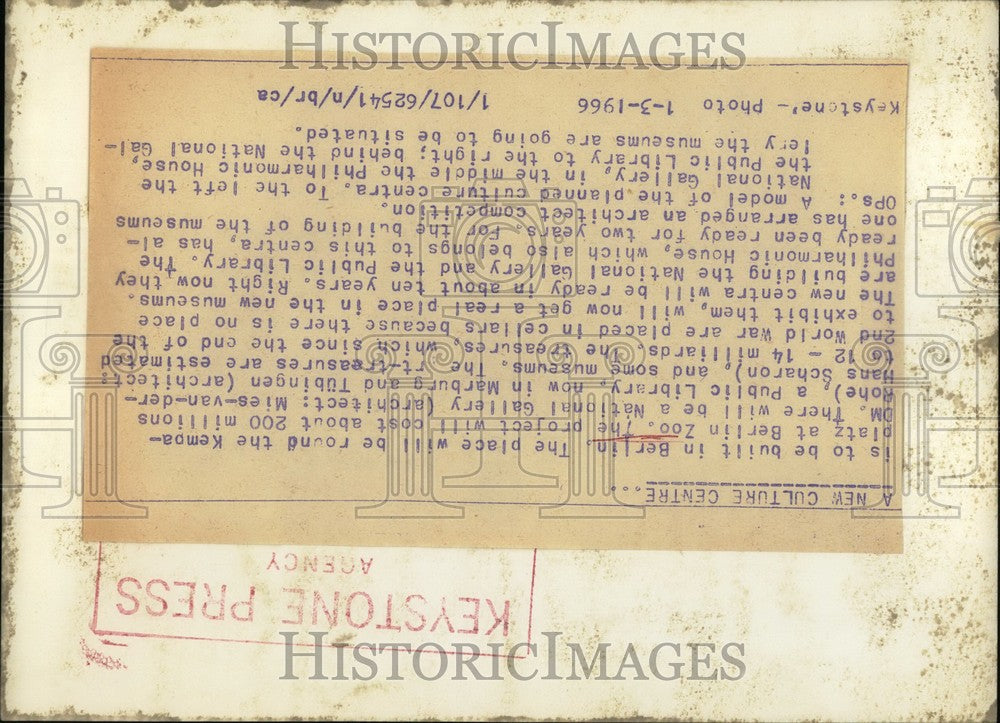 HISTORICIMAGES
KEYSTONE PRESS
AGENCY
A NEW CULTURE CENTRE...
is to be built in Berlin. The place will be round the Kempa-
platz at Berlin Zoo. The project will cost about 200 millions
DM. There will be a National Gallery (architect: Mies-van-der-
Rohe), a Public Library, now in Marburg and Tübingen (architect:
Hans Scharon), and some museums. The rt-treasures are estimated
to 12 - 14 milliards. The treasures, which since the end of the
2nd World War are placed in cellars because there is no place
to exhibit them, will now get a real place in the new museums.
The new centra will be ready in about ten years. Right now they
are building the National Gallery and the Public Library. The
Philharmonic House, which also belongs to this centra, has al-
ready been ready for two years. For the building of the museums
one has arranged an architect competition.
OPs.: A model of the planned culture centra. To the left the
National Gallery, in the middle the Philharmonic House,
the Public Library to the right; behind the National Gal-
lery the museums are going to be situated.
Keystone'- Photo 1-3-1966 1/107/62541/n/br/ca
HISTORICIMAGES